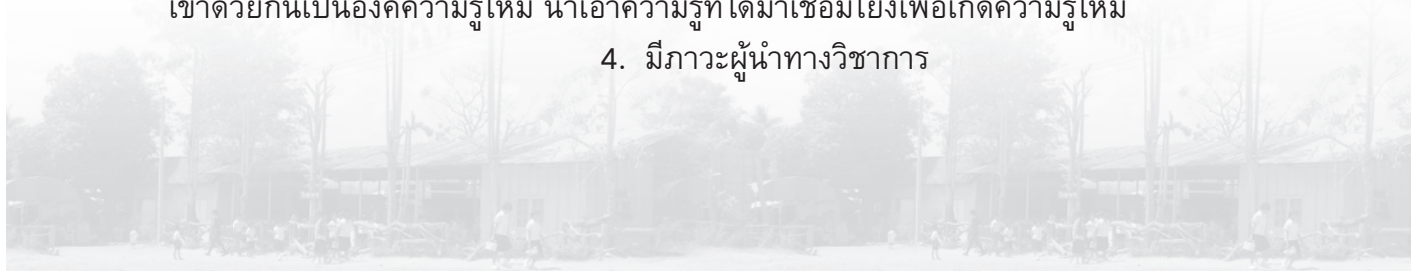 เข้าด้วยกันเป็นองค์ความรู้ใหม่ นำเอาความรู้ที่ได้มาเชื่อมโยงเพื่อเกิดความรู้ใหม่
4. มีภาวะผู้นำทางวิชาการ